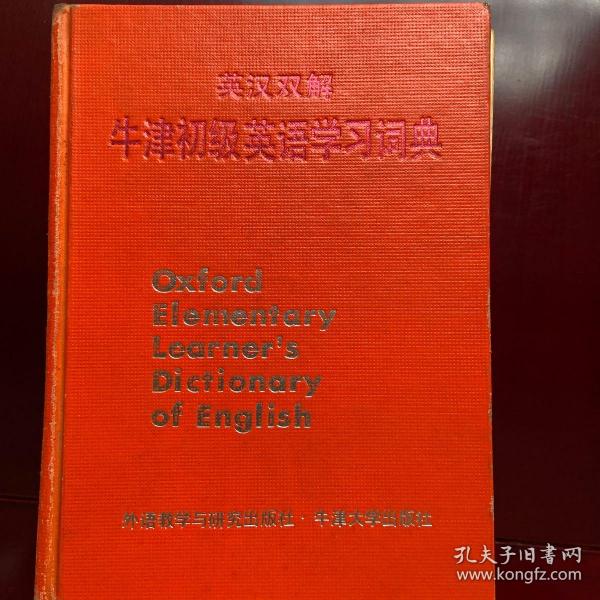 英汉双解
牛津初级英语学习词典
Oxford
Elementary
Learner's
Dictionary
of English
外语教学与研究出版社·牛津大学出版社
孔夫子旧书网
www.kongfz.com